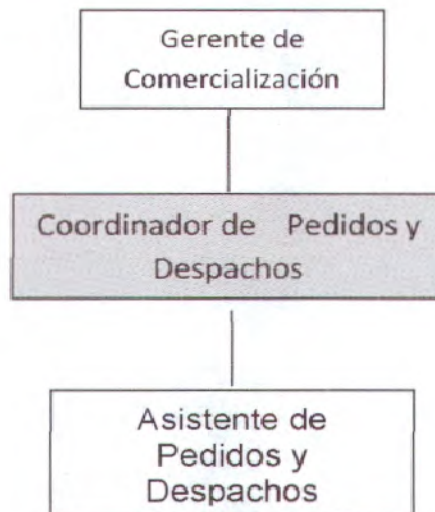 Gerente de
Comercialización
Coordinador de Pedidos y
Despachos
Asistente de
Pedidos y
Despachos